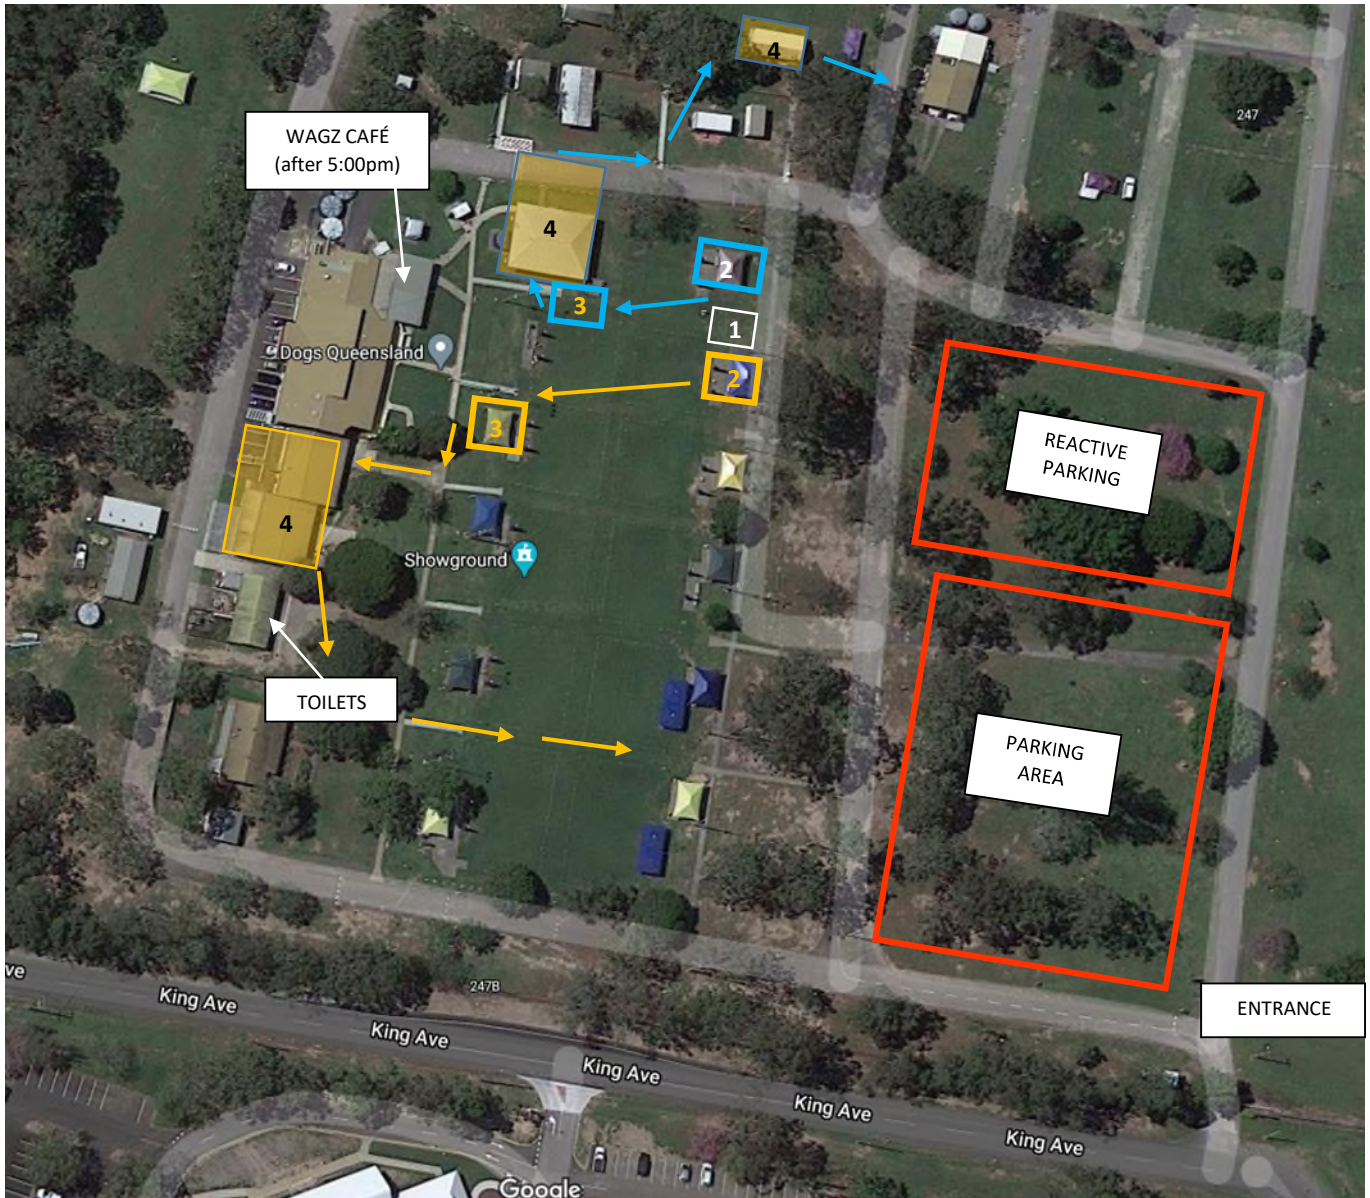 4
247
WAGZ CAFÉ
(after 5:00pm)
4
2
3
1
Dogs Queensland
2
3
REACTIVE
PARKING
4
Showground
TOILETS
PARKING
AREA
ve
King Ave
247B
ENTRANCE
King Ave
King Ave
King Ave
King Ave
Google